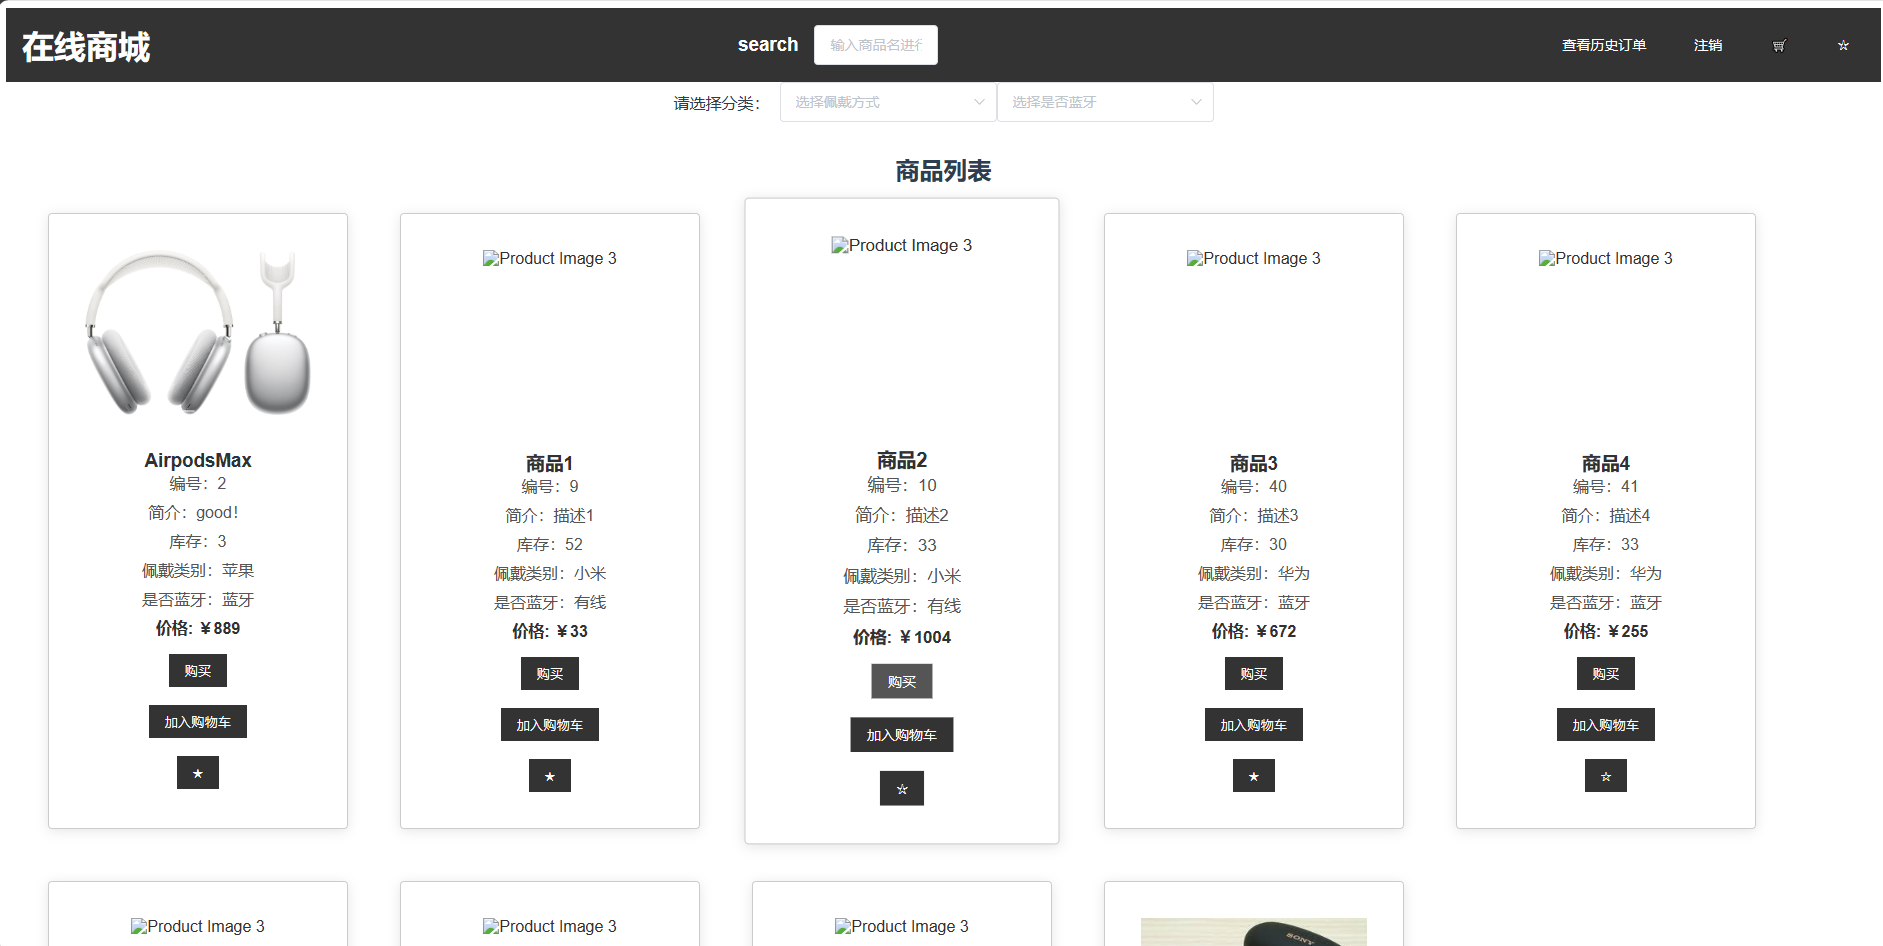 在线商城
search 输入商品名进行
查看历史订单 注销 🛒 ☆
请选择分类： 选择佩戴方式 选择是否蓝牙
商品列表
AirpodsMax
编号：2
简介：good！
库存：3
佩戴类别：苹果
是否蓝牙：蓝牙
价格: ￥889
购买
加入购物车
★
Product Image 3
商品1
编号：9
简介：描述1
库存：52
佩戴类别：小米
是否蓝牙：有线
价格: ￥33
购买
加入购物车
★
Product Image 3
商品2
编号：10
简介：描述2
库存：33
佩戴类别：小米
是否蓝牙：有线
价格: ￥1004
购买
加入购物车
☆
Product Image 3
商品3
编号：40
简介：描述3
库存：30
佩戴类别：华为
是否蓝牙：蓝牙
价格: ￥672
购买
加入购物车
★
Product Image 3
商品4
编号：41
简介：描述4
库存：33
佩戴类别：华为
是否蓝牙：蓝牙
价格: ￥255
购买
加入购物车
☆
Product Image 3
Product Image 3
Product Image 3
SONY